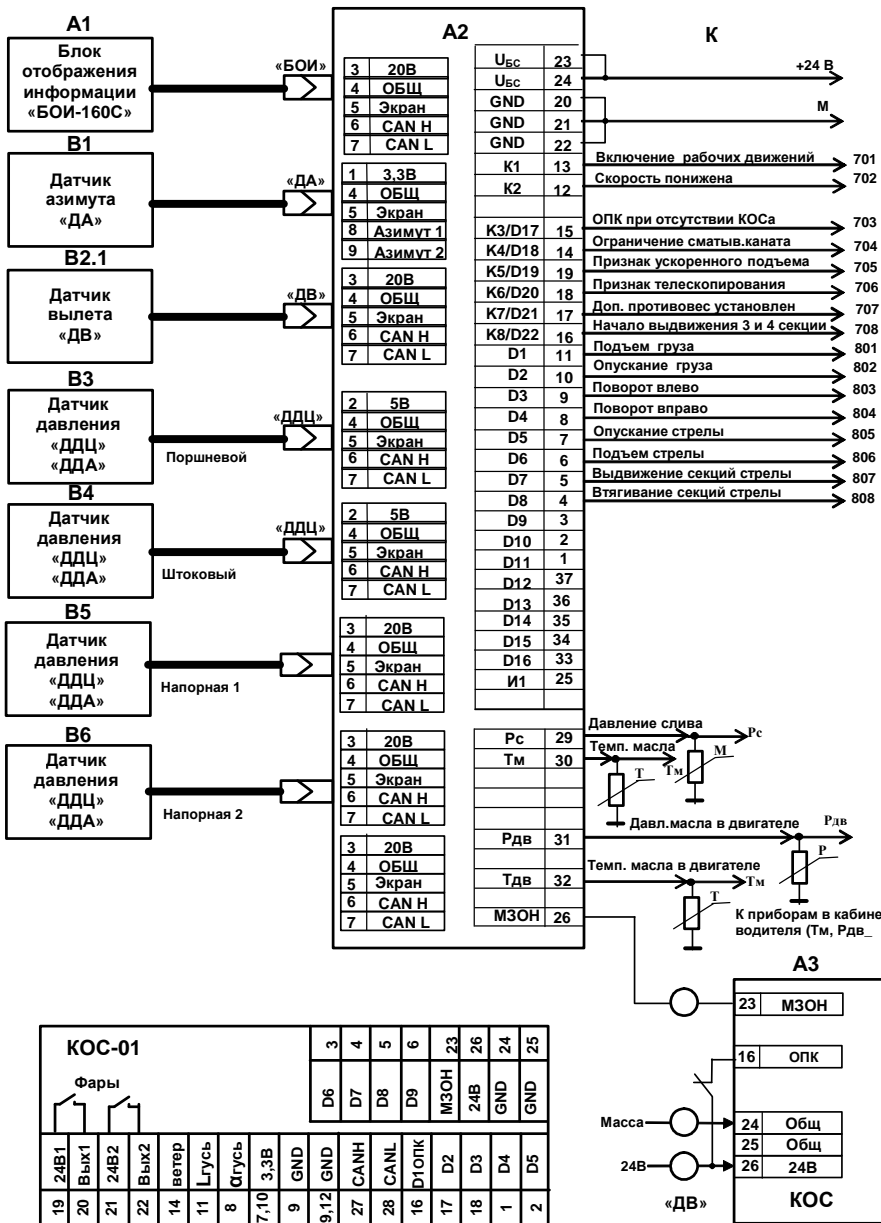 А1
Блок
отображения
информации
«БОИ-160С»
«БОИ»
В1
Датчик
азимута
«ДА»
«ДА»
В2.1
Датчик
вылета
«ДВ»
«ДВ»
В3
Датчик
давления
«ДДЦ»
«ДДА»
Поршневой
«ДДЦ»
В4
Датчик
давления
«ДДЦ»
«ДДА»
Штоковый
«ДДЦ»
В5
Датчик
давления
«ДДЦ»
«ДДА»
Напорная 1
В6
Датчик
давления
«ДДЦ»
«ДДА»
Напорная 2
А2
3 20В
4 ОБЩ
5 Экран
6 CAN H
7 CAN L
1 3,3В
4 ОБЩ
5 Экран
8 Азимут 1
9 Азимут 2
3 20В
4 ОБЩ
5 Экран
6 CAN H
7 CAN L
2 5В
4 ОБЩ
5 Экран
6 CAN H
7 CAN L
2 5В
4 ОБЩ
5 Экран
6 CAN H
7 CAN L
3 20В
4 ОБЩ
5 Экран
6 CAN H
7 CAN L
3 20В
4 ОБЩ
5 Экран
6 CAN H
7 CAN L
3 20В
4 ОБЩ
5 Экран
6 CAN H
7 CAN L
К
UБС 23
UБС 24
+24 В
GND 20
GND 21
GND 22
М
К1 13 Включение рабочих движений 701
К2 12 Скорость понижена 702
К3/D17 15 ОПК при отсутствии КОСа 703
К4/D18 14 Ограничение сматыв.каната 704
К5/D19 19 Признак ускоренного подъема 705
К6/D20 18 Признак телескопирования 706
К7/D21 17 Доп. противовес установлен 707
К8/D22 16 Начало выдвижения 3 и 4 секции 708
D1 11 Подъем груза 801
D2 10 Опускание груза 802
D3 9 Поворот влево 803
D4 8 Поворот вправо 804
D5 7 Опускание стрелы 805
D6 6 Подъем стрелы 806
D7 5 Выдвижение секций стрелы 807
D8 4 Втягивание секций стрелы 808
D9 3
D10 2
D11 1
D12 37
D13 36
D14 35
D15 34
D16 33
И1 25
Рс 29 Давление слива Рс
Тм 30 Темп. масла Тм
Т
М
Рдв 31 Давл.масла в двигателе Рдв
Р
Тдв 32 Темп. масла в двигателе Тм
Т
МЗОН 26
К приборам в кабине
водителя (Тм, Рдв_
А3
23 МЗОН
16 ОПК
Масса
24 Общ
25 Общ
24В
26 24В
«ДВ»
КОС
КОС-01
Фары
3 4 5 6 23 26 24 25
D6 D7 D8 D9 МЗОН 24В GND GND
24В1 Вых1 24В2 Вых2 ветер Lгусь αгусь 3,3В GND GND CANH CANL D1ОПК D2 D3 D4 D5
19 20 21 22 14 11 8 7,10 9 9,12 27 28 16 17 18 1 2